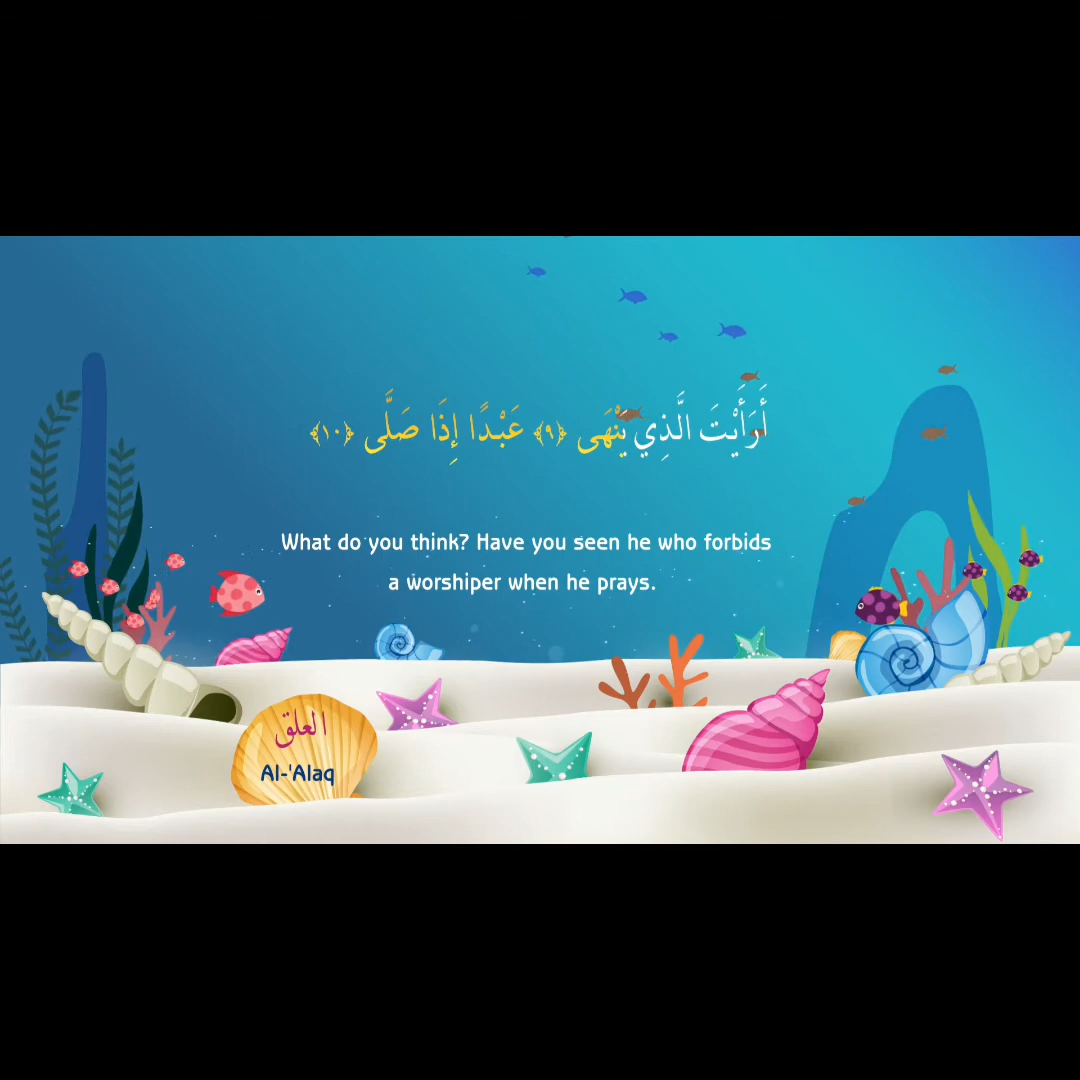 أَرَأَيْتَ الَّذِي يَنْهَى ﴿٩﴾ عَبْدًا إِذَا صَلَّى ﴿١٠﴾
What do you think? Have you seen he who forbids
a worshiper when he prays.
العلق
Al-'Alaq